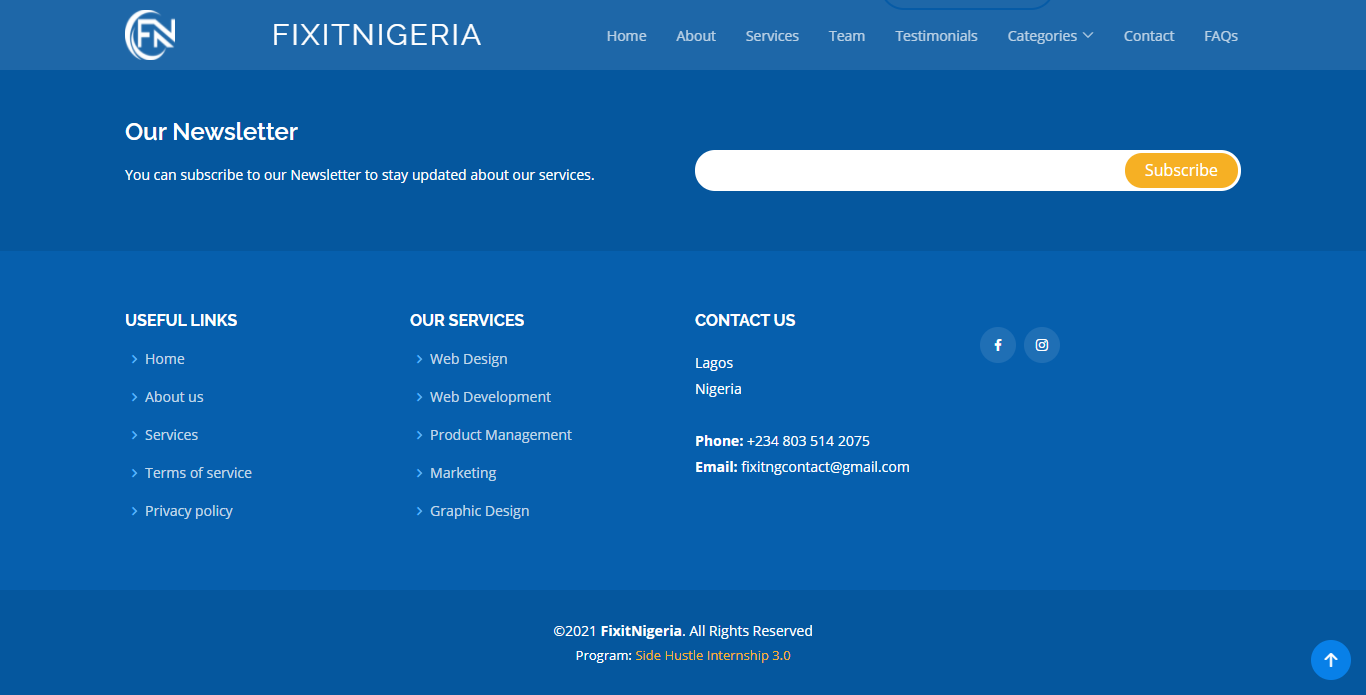 FN
FIXITNIGERIA
Home About Services Team Testimonials Categories Contact FAQs
Our Newsletter
You can subscribe to our Newsletter to stay updated about our services.
Subscribe
USEFUL LINKS
Home
About us
Services
Terms of service
Privacy policy
OUR SERVICES
Web Design
Web Development
Product Management
Marketing
Graphic Design
CONTACT US
Lagos
Nigeria
Phone: +234 803 514 2075
Email: fixitngcontact@gmail.com
©2021 FixitNigeria. All Rights Reserved
Program: Side Hustle Internship 3.0